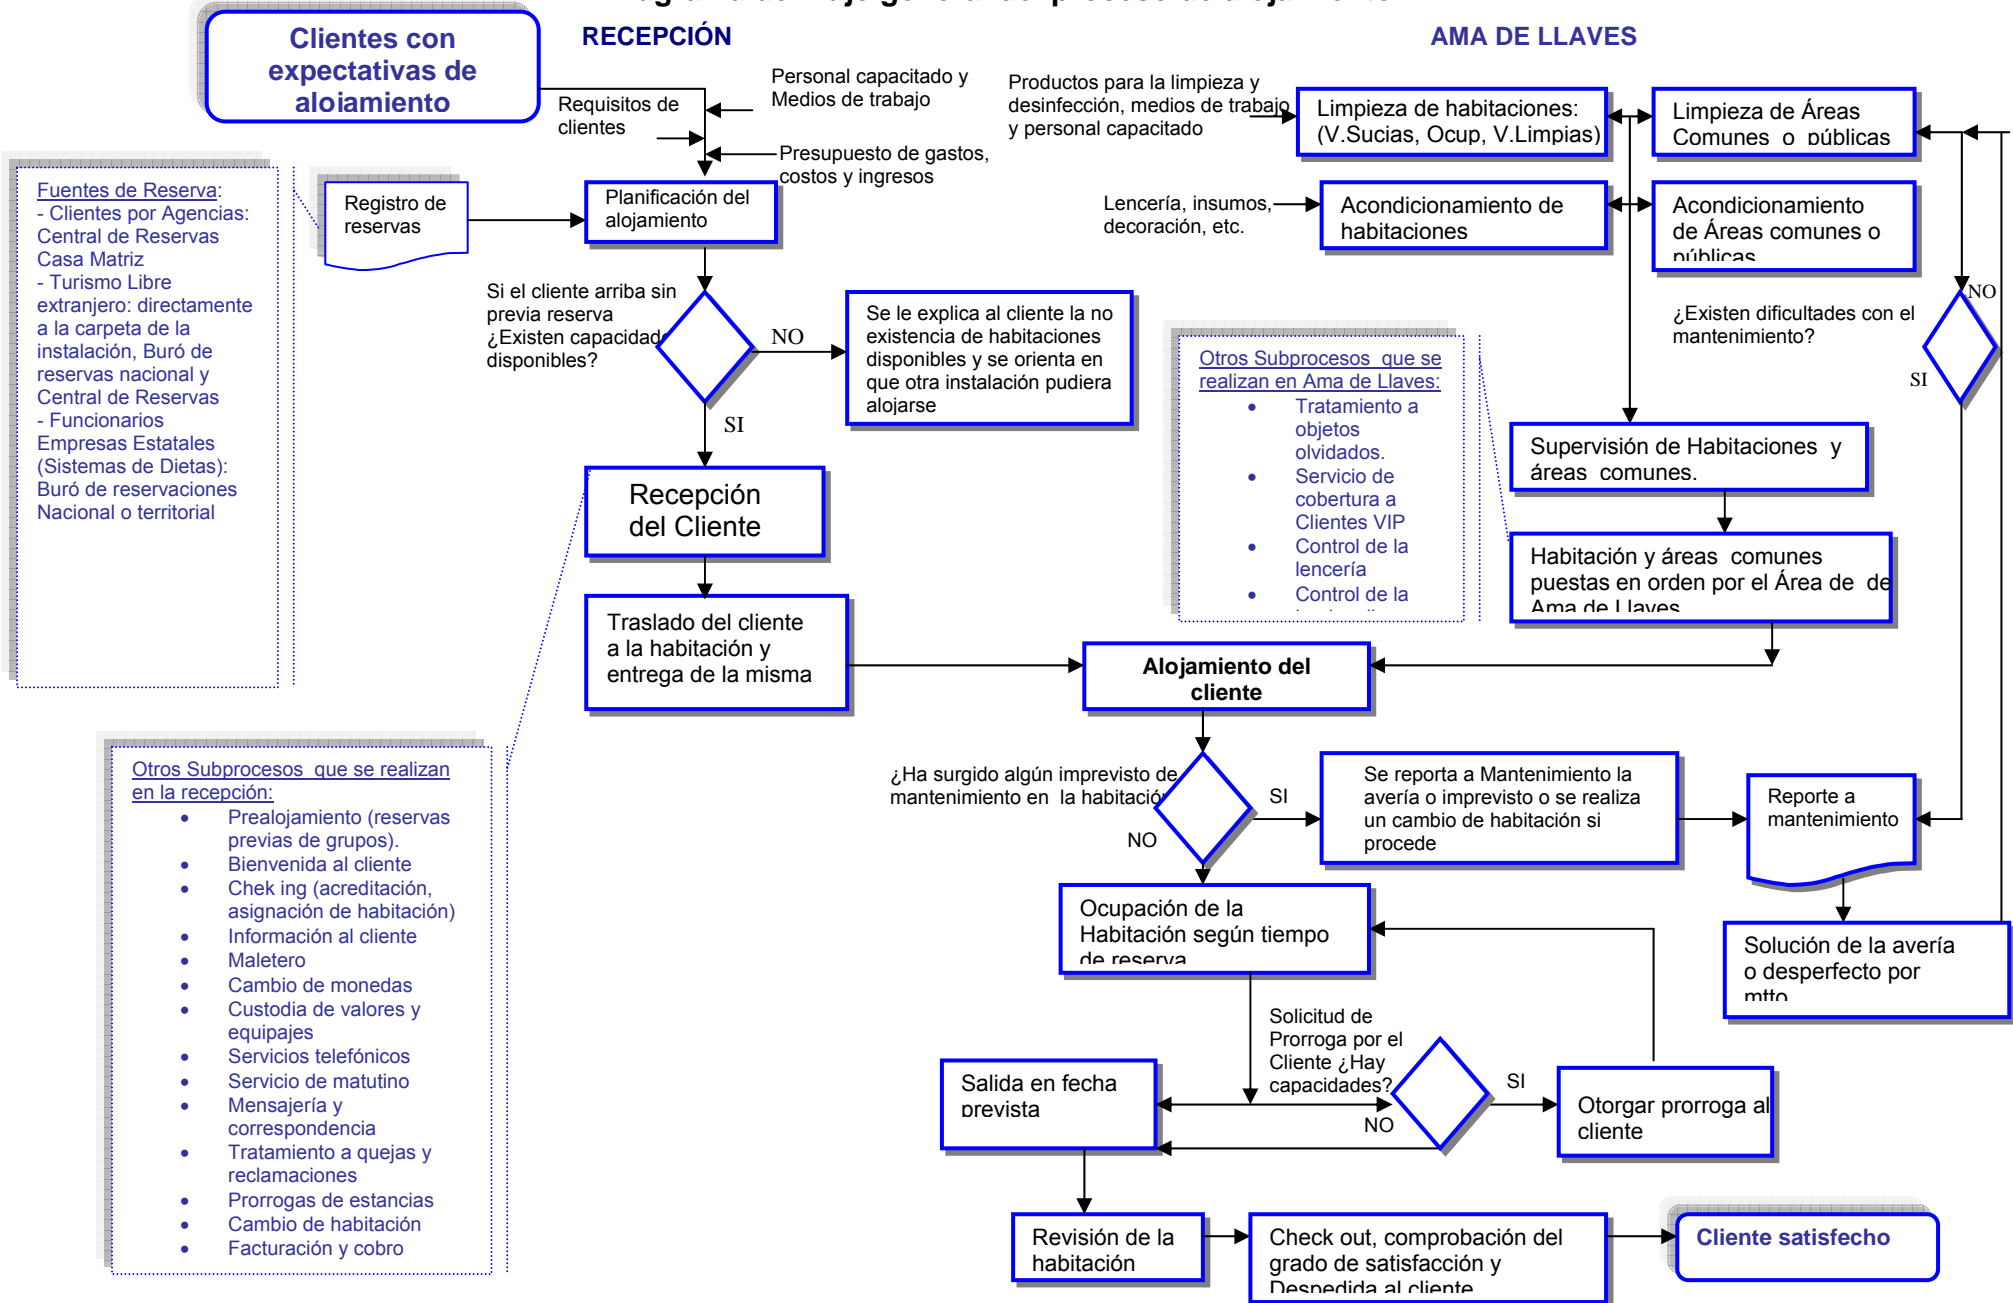 Clientes con
expectativas de
alojamiento
RECEPCIÓN
AMA DE LLAVES
Personal capacitado y
Medios de trabajo
Requisitos de
clientes
Presupuesto de gastos,
costos y ingresos
Productos para la limpieza y
desinfección, medios de trabajo
y personal capacitado
Limpieza de habitaciones:
(V.Sucias, Ocup, V.Limpias)
Limpieza de Áreas
Comunes o públicas
Fuentes de Reserva:
- Clientes por Agencias:
Central de Reservas
Casa Matriz
- Turismo Libre
extranjero: directamente
a la carpeta de la
instalación, Buró de
reservas nacional y
Central de Reservas
- Funcionarios
Empresas Estatales
(Sistemas de Dietas):
Buró de reservaciones
Nacional o territorial
Registro de
reservas
Planificación del
alojamiento
Lencería, insumos,
decoración, etc.
Acondicionamiento de
habitaciones
Acondicionamiento
de Áreas comunes o
públicas
Si el cliente arriba sin
previa reserva
¿Existen capacidad
disponibles?
NO
SI
Se le explica al cliente la no
existencia de habitaciones
disponibles y se orienta en
que otra instalación pudiera
alojarse
¿Existen dificultades con el
mantenimiento?
NO
SI
Otros Subprocesos que se
realizan en Ama de Llaves:
• Tratamiento a
objetos
olvidados.
• Servicio de
cobertura a
Clientes VIP
• Control de la
lencería
• Control de la
Supervisión de Habitaciones y
áreas comunes.
Habitación y áreas comunes
puestas en orden por el Área de de
Ama de Llaves
Recepción
del Cliente
Traslado del cliente
a la habitación y
entrega de la misma
Alojamiento del
cliente
Otros Subprocesos que se realizan
en la recepción:
• Prealojamiento (reservas
previas de grupos).
• Bienvenida al cliente
• Chek ing (acreditación,
asignación de habitación)
• Información al cliente
• Maletero
• Cambio de monedas
• Custodia de valores y
equipajes
• Servicios telefónicos
• Servicio de matutino
• Mensajería y
correspondencia
• Tratamiento a quejas y
reclamaciones
• Prorrogas de estancias
• Cambio de habitación
• Facturación y cobro
¿Ha surgido algún imprevisto de
mantenimiento en la habitación
SI
NO
Se reporta a Mantenimiento la
avería o imprevisto o se realiza
un cambio de habitación si
procede
Reporte a
mantenimiento
Ocupación de la
Habitación según tiempo
de reserva
Solución de la avería
o desperfecto por
mtto
Solicitud de
Prorroga por el
Cliente ¿Hay
capacidades?
SI
NO
Salida en fecha
prevista
Otorgar prorroga al
cliente
Revisión de la
habitación
Check out, comprobación del
grado de satisfacción y
Despedida al cliente
Cliente satisfecho